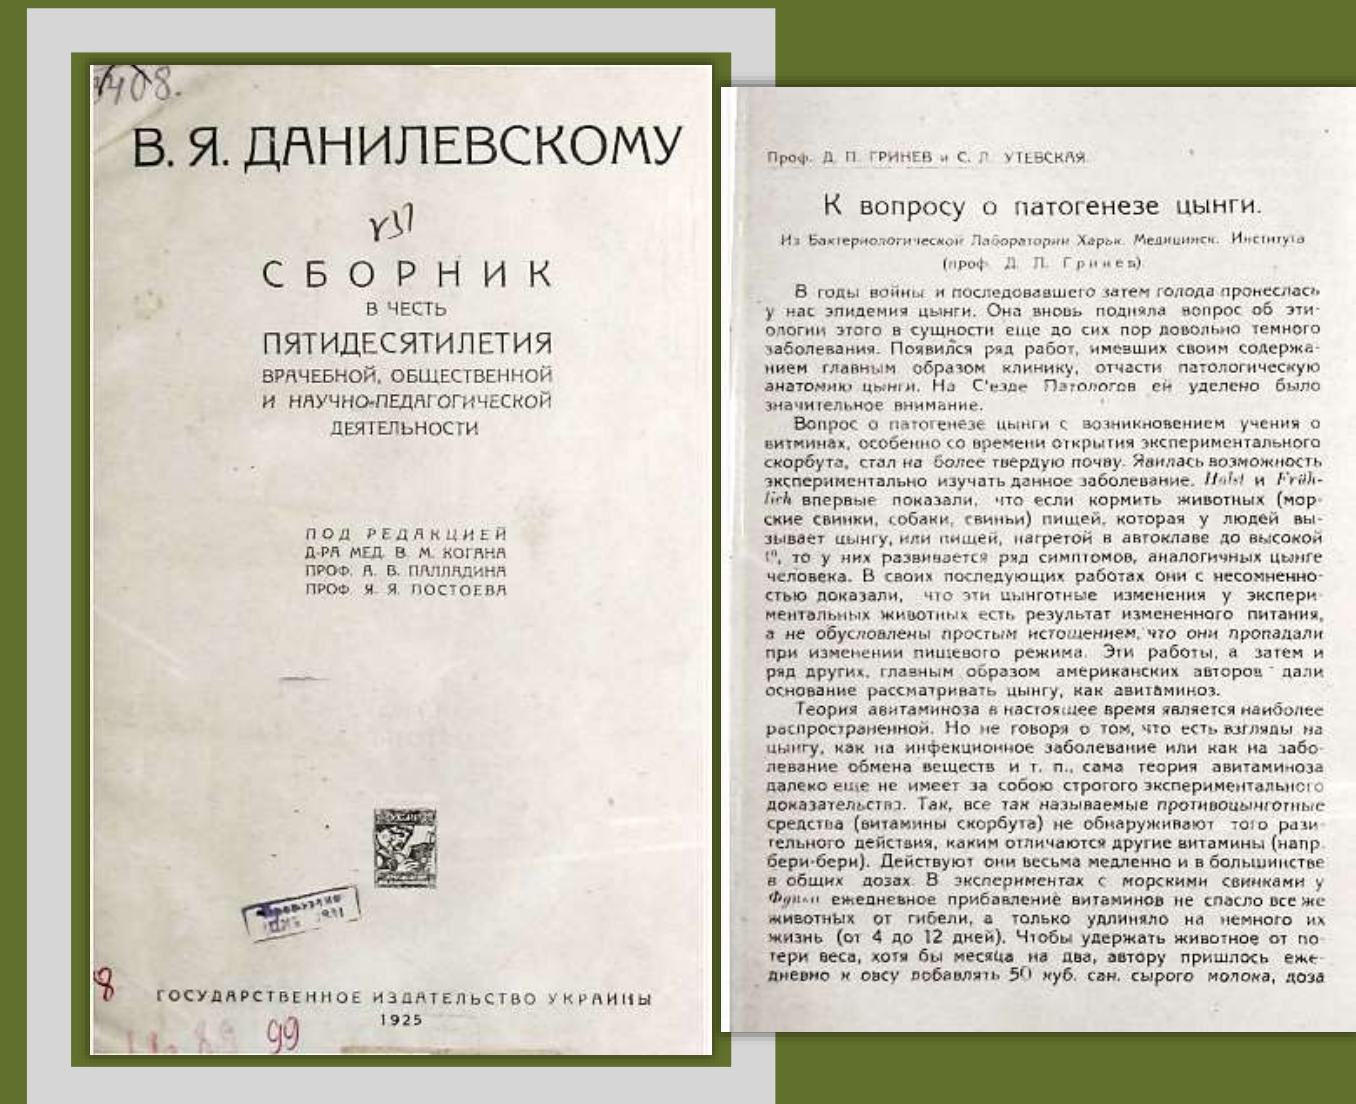 3408.
В. Я. ДАНИЛЕВСКОМУ
СБОРНИК
В ЧЕСТЬ
ПЯТИДЕСЯТИЛЕТИЯ
ВРАЧЕБНОЙ, ОБЩЕСТВЕННОЙ
И НАУЧНО-ПЕДАГОГИЧЕСКОЙ
ДЕЯТЕЛЬНОСТИ
ПОД РЕДАКЦИЕЙ
Д-РА МЕД. В. М. КОГАНА
ПРОФ. А. В. ПАЛЛАДИНА
ПРОФ. Я. Я. ПОСТОЕВА
8
ГОСУДАРСТВЕННОЕ ИЗДАТЕЛЬСТВО УКРАИНЫ
1925
99
Проф. Д. П. ГРИНЕВ и С. Л. УТЕВСКАЯ.
К вопросу о патогенезе цынги.
Из Бактериологической Лаборатории Харьк. Медицинск. Института
(проф. Д. П. Гринев).
В годы войны и последовавшего затем голода пронеслась
у нас эпидемия цынги. Она вновь подняла вопрос об эти-
ологии этого в сущности еще до сих пор довольно темного
заболевания. Появился ряд работ, имевших своим содержа-
нием главным образом клинику, отчасти патологическую
анатомию цынги. На С'езде Патологов ей уделено было
значительное внимание.
Вопрос о патогенезе цынги с возникновением учения о
витминах, особенно со времени открытия экспериментального
скорбута, стал на более твердую почву. Явилась возможность
экспериментально изучать данное заболевание. Holst и Fröh-
lich впервые показали, что если кормить животных (мор-
ские свинки, собаки, свиньи) пищей, которая у людей вы-
зывает цынгу, или пищей, нагретой в автоклаве до высокой
t°, то у них развивается ряд симптомов, аналогичных цынге
человека. В своих последующих работах они с несомненно-
стью доказали, что эти цынготные изменения у экспери-
ментальных животных есть результат измененного питания,
а не обусловлены простым истощением, что они пропадали
при изменении пищевого режима. Эти работы, а затем и
ряд других, главным образом американских авторов дали
основание рассматривать цынгу, как авитаминоз.
Теория авитаминоза в настоящее время является наиболее
распространенной. Но не говоря о том, что есть взгляды на
цынгу, как на инфекционное заболевание или как на забо-
левание обмена веществ и т. п., сама теория авитаминоза
далеко еще не имеет за собою строгого экспериментального
доказательства. Так, все так называемые противоцынготные
средства (витамины скорбута) не обнаруживают того рази-
тельного действия, каким отличаются другие витамины (напр.
бери-бери). Действуют они весьма медленно и в большинстве
в общих дозах. В экспериментах с морскими свинками у
ежедневное прибавление витаминов не спасло все же
животных от гибели, а только удлиняло на немного их
жизнь (от 4 до 12 дней). Чтобы удержать животное от по-
тери веса, хотя бы месяца на два, автору пришлось еже-
дневно к овсу добавлять 50 куб. сан. сырого молока, доза